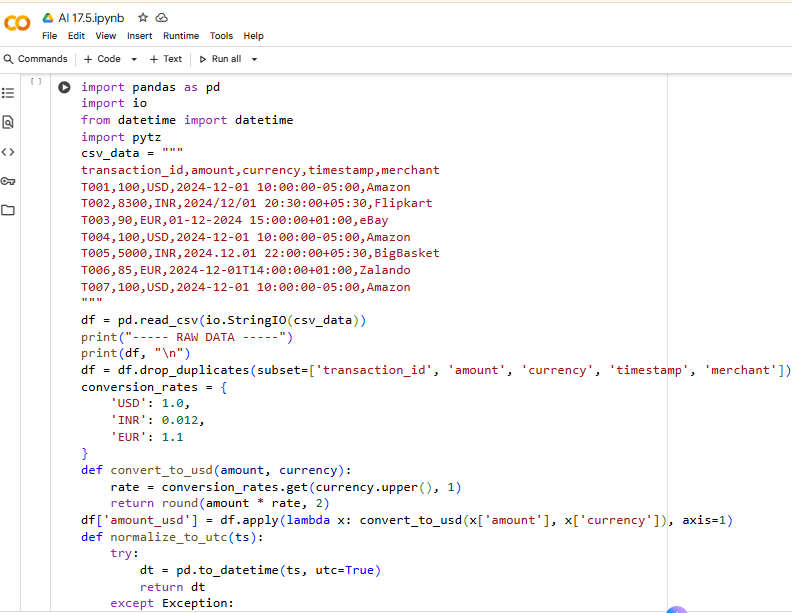 AI 17.5.ipynb
File Edit View Insert Runtime Tools Help
Commands + Code + Text Run all
[ ]
import pandas as pd
import io
from datetime import datetime
import pytz
csv_data = """
transaction_id,amount,currency,timestamp,merchant
T001,100,USD,2024-12-01 10:00:00-05:00,Amazon
T002,8300,INR,2024/12/01 20:30:00+05:30,Flipkart
T003,90,EUR,01-12-2024 15:00:00+01:00,eBay
T004,100,USD,2024-12-01 10:00:00-05:00,Amazon
T005,5000,INR,2024.12.01 22:00:00+05:30,BigBasket
T006,85,EUR,2024-12-01T14:00:00+01:00,Zalando
T007,100,USD,2024-12-01 10:00:00-05:00,Amazon
"""
df = pd.read_csv(io.StringIO(csv_data))
print("----- RAW DATA -----")
print(df, "\n")
df = df.drop_duplicates(subset=['transaction_id', 'amount', 'currency', 'timestamp', 'merchant'])
conversion_rates = {
    'USD': 1.0,
    'INR': 0.012,
    'EUR': 1.1
}
def convert_to_usd(amount, currency):
    rate = conversion_rates.get(currency.upper(), 1)
    return round(amount * rate, 2)
df['amount_usd'] = df.apply(lambda x: convert_to_usd(x['amount'], x['currency']), axis=1)
def normalize_to_utc(ts):
    try:
        dt = pd.to_datetime(ts, utc=True)
        return dt
    except Exception: